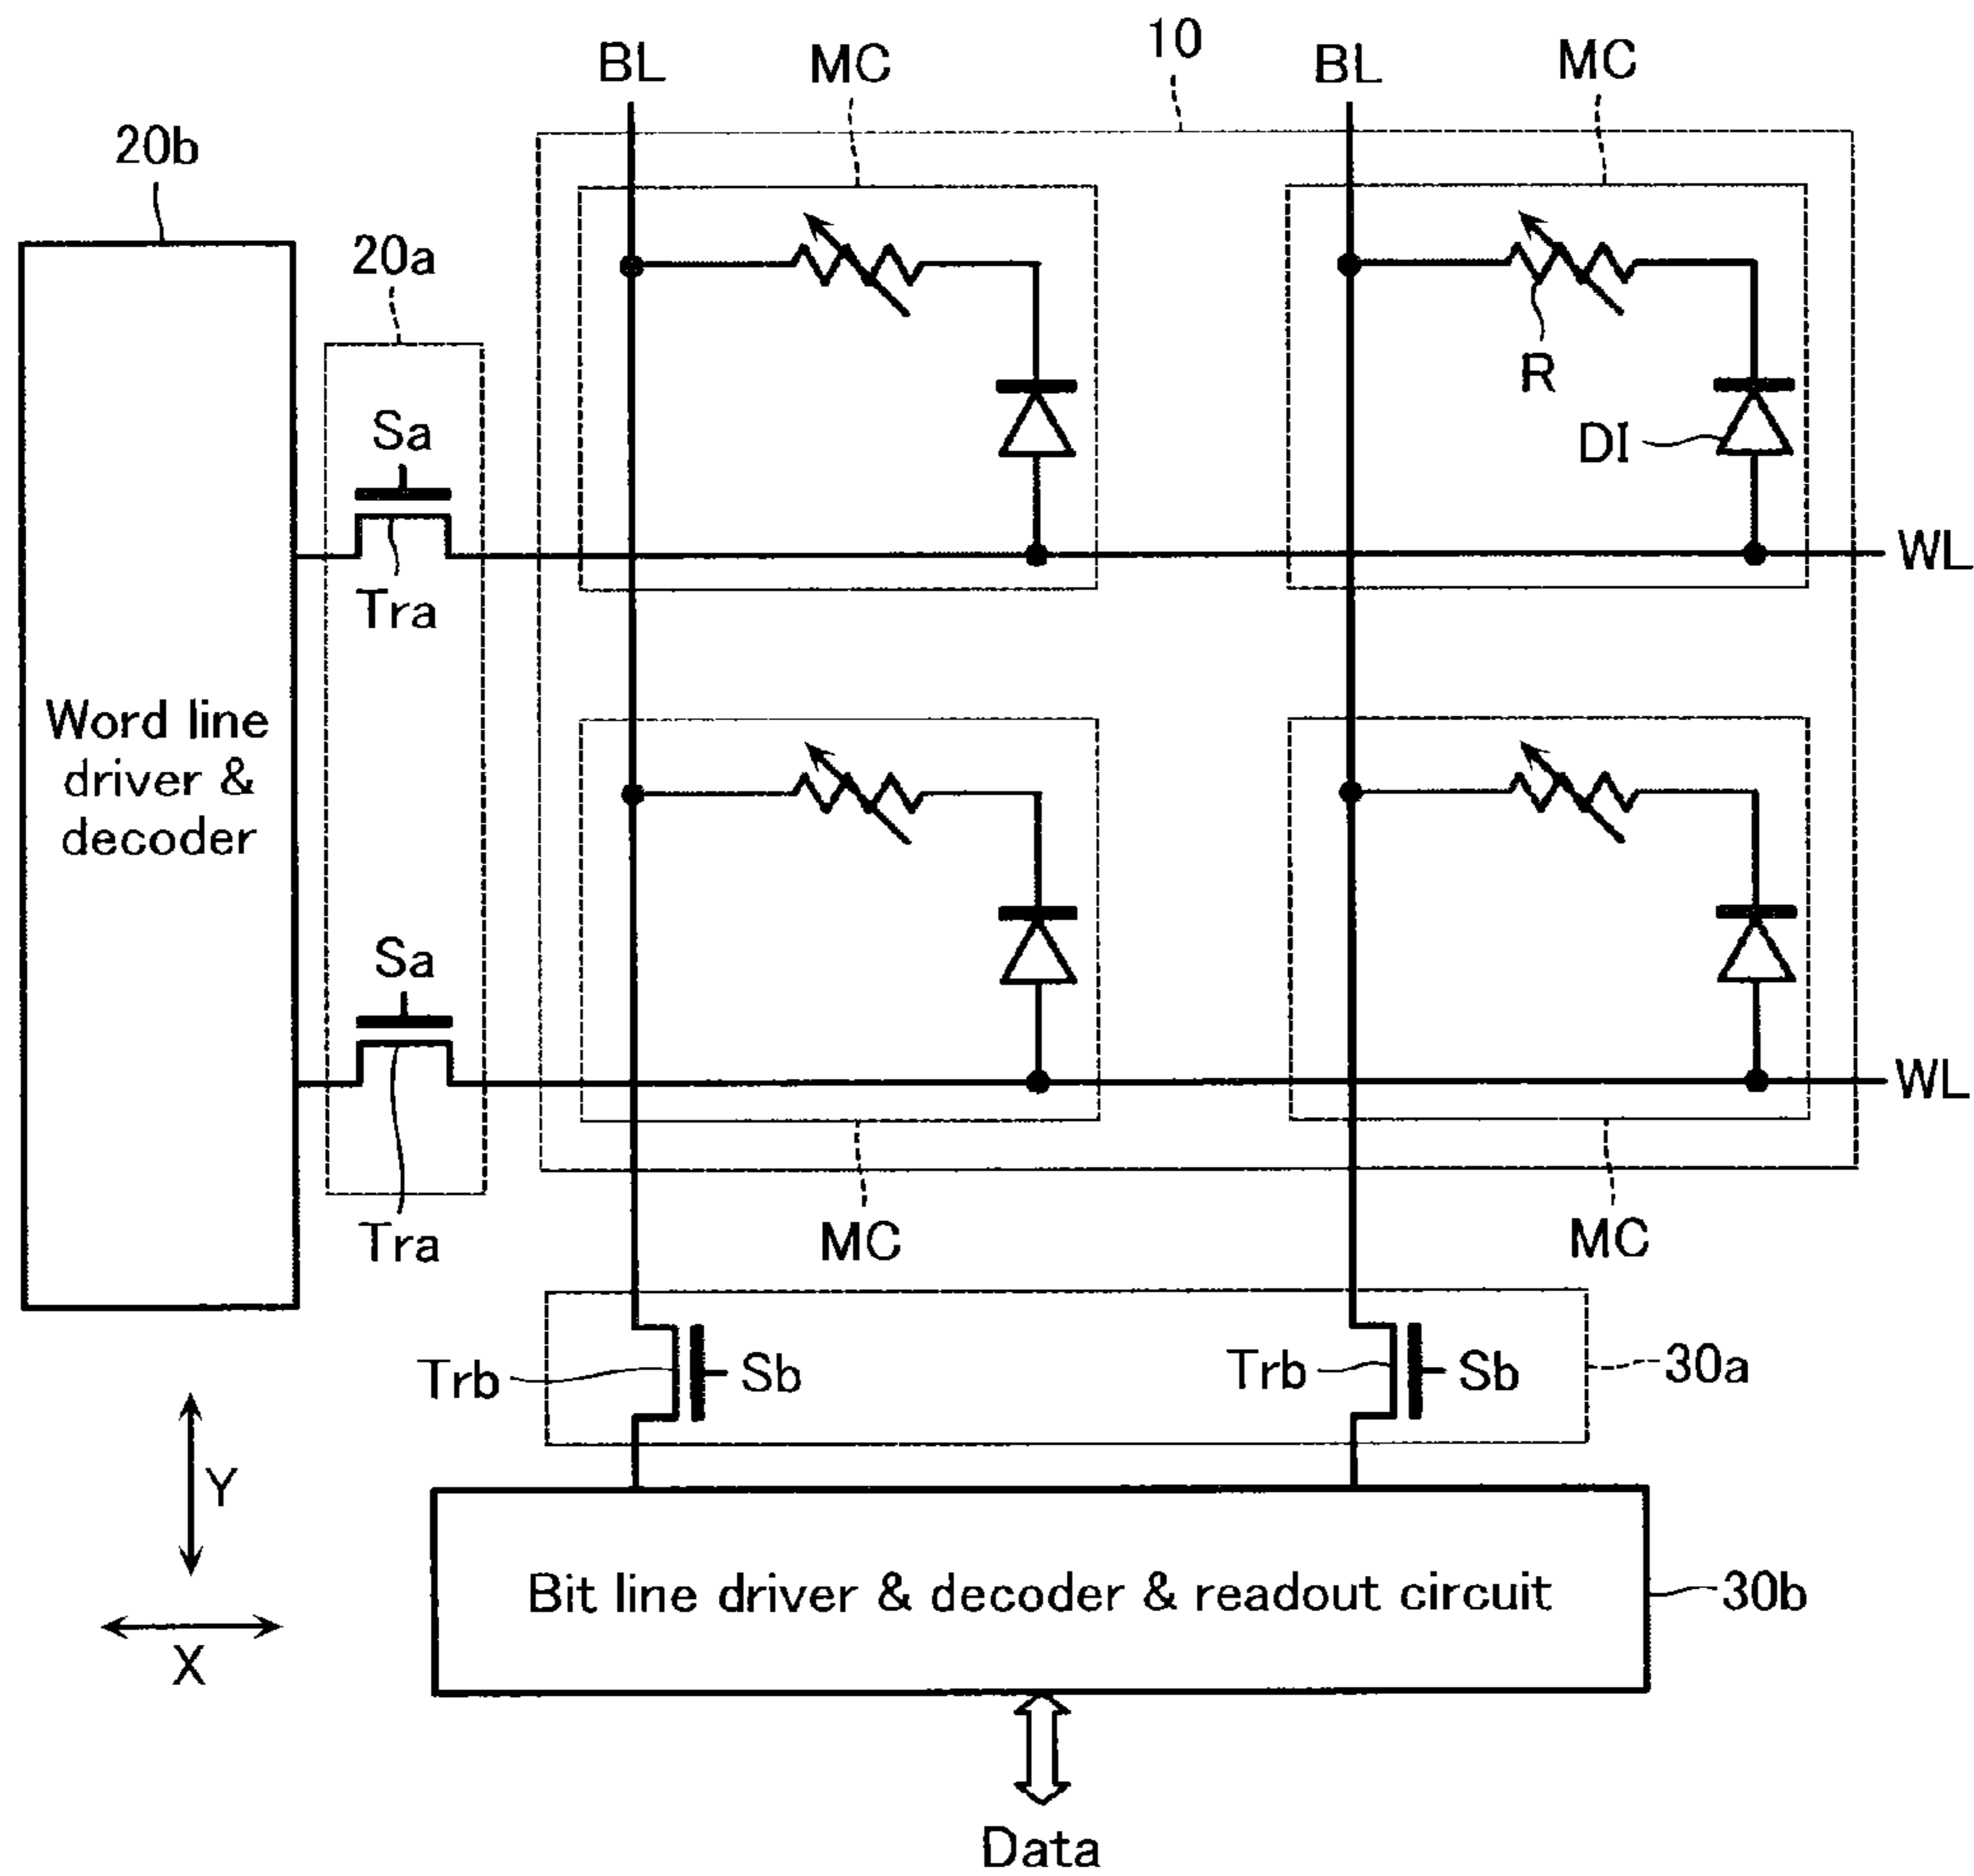 10
BL
MC
BL
MC
20b
20a
R
Sa
DI
WL
Tra
Word line
driver &
decoder
Sa
WL
Tra
MC
MC
Trb
Sb
Trb
Sb
30a
Y
Bit line driver & decoder & readout circuit
30b
X
Data